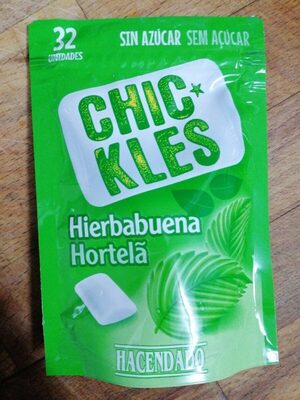 32
UNIDADES
SIN AZÚCAR SEM AÇÚCAR
CHIC
KLES
Hierbabuena
Hortelã
HACENDADO